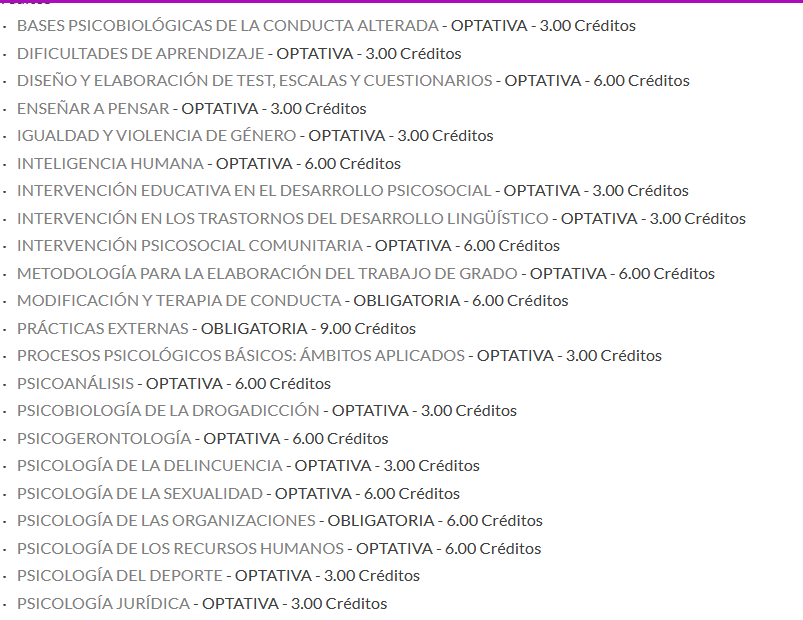 · BASES PSICOBIOLÓGICAS DE LA CONDUCTA ALTERADA - OPTATIVA - 3.00 Créditos
· DIFICULTADES DE APRENDIZAJE - OPTATIVA - 3.00 Créditos
· DISEÑO Y ELABORACIÓN DE TEST, ESCALAS Y CUESTIONARIOS - OPTATIVA - 6.00 Créditos
· ENSEÑAR A PENSAR - OPTATIVA - 3.00 Créditos
· IGUALDAD Y VIOLENCIA DE GÉNERO - OPTATIVA - 3.00 Créditos
· INTELIGENCIA HUMANA - OPTATIVA - 6.00 Créditos
· INTERVENCIÓN EDUCATIVA EN EL DESARROLLO PSICOSOCIAL - OPTATIVA - 3.00 Créditos
· INTERVENCIÓN EN LOS TRASTORNOS DEL DESARROLLO LINGÜÍSTICO - OPTATIVA - 3.00 Créditos
· INTERVENCIÓN PSICOSOCIAL COMUNITARIA - OPTATIVA - 6.00 Créditos
· METODOLOGÍA PARA LA ELABORACIÓN DEL TRABAJO DE GRADO - OPTATIVA - 6.00 Créditos
· MODIFICACIÓN Y TERAPIA DE CONDUCTA - OBLIGATORIA - 6.00 Créditos
· PRÁCTICAS EXTERNAS - OBLIGATORIA - 9.00 Créditos
· PROCESOS PSICOLÓGICOS BÁSICOS: ÁMBITOS APLICADOS - OPTATIVA - 3.00 Créditos
· PSICOANÁLISIS - OPTATIVA - 6.00 Créditos
· PSICOBIOLOGÍA DE LA DROGADICCIÓN - OPTATIVA - 3.00 Créditos
· PSICOGERONTOLOGÍA - OPTATIVA - 6.00 Créditos
· PSICOLOGÍA DE LA DELINCUENCIA - OPTATIVA - 3.00 Créditos
· PSICOLOGÍA DE LA SEXUALIDAD - OPTATIVA - 6.00 Créditos
· PSICOLOGÍA DE LAS ORGANIZACIONES - OBLIGATORIA - 6.00 Créditos
· PSICOLOGÍA DE LOS RECURSOS HUMANOS - OPTATIVA - 6.00 Créditos
· PSICOLOGÍA DEL DEPORTE - OPTATIVA - 3.00 Créditos
· PSICOLOGÍA JURÍDICA - OPTATIVA - 3.00 Créditos